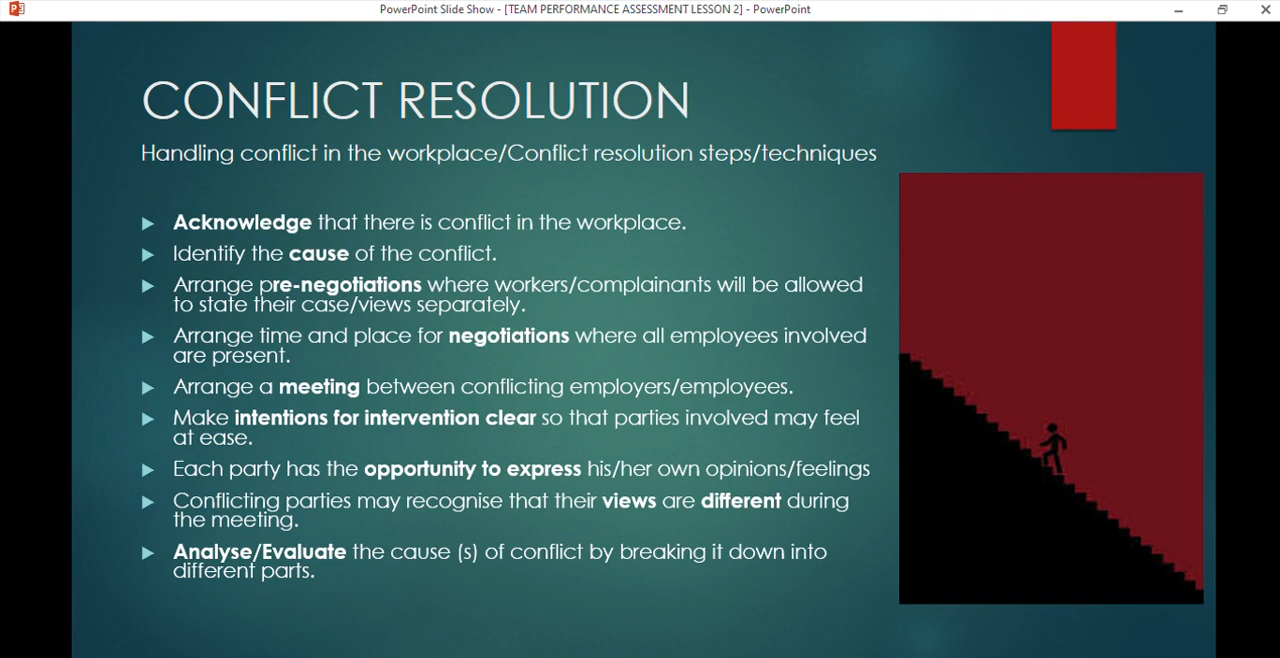 PowerPoint Slide Show - [TEAM PERFORMANCE ASSESSMENT LESSON 2] - PowerPoint
CONFLICT RESOLUTION
Handling conflict in the workplace/Conflict resolution steps/techniques
Acknowledge that there is conflict in the workplace.
Identify the cause of the conflict.
Arrange pre-negotiations where workers/complainants will be allowed
to state their case/views separately.
Arrange time and place for negotiations where all employees involved
are present.
Arrange a meeting between conflicting employers/employees.
Make intentions for intervention clear so that parties involved may feel
at ease.
Each party has the opportunity to express his/her own opinions/feelings
Conflicting parties may recognise that their views are different during
the meeting.
Analyse/Evaluate the cause (s) of conflict by breaking it down into
different parts.